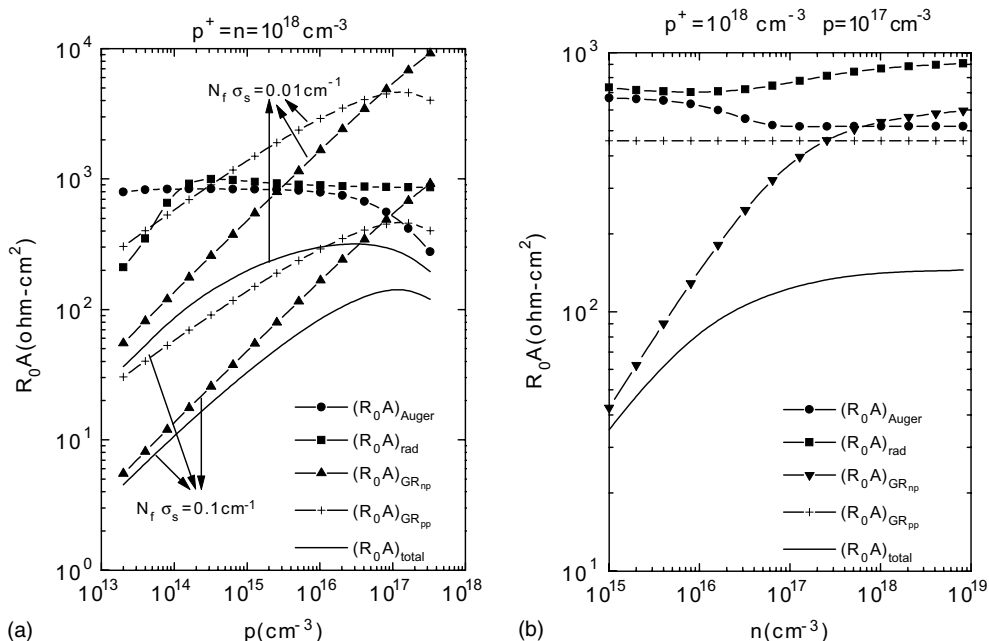 p⁺=n=10¹⁸ cm⁻³
10⁴
10³
10²
10¹
10⁰
R₀A(ohm-cm²)
N_f σ_s=0.01cm⁻¹
N_f σ_s=0.1cm⁻¹
(R₀A)_Auger
(R₀A)_rad
(R₀A)_GR_np
(R₀A)_GR_pp
(R₀A)_total
10¹³ 10¹⁴ 10¹⁵ 10¹⁶ 10¹⁷ 10¹⁸
(a) p(cm⁻³)
p⁺=10¹⁸ cm⁻³ p=10¹⁷cm⁻³
10³
10²
10¹
R₀A(ohm-cm²)
(R₀A)_Auger
(R₀A)_rad
(R₀A)_GR_np
(R₀A)_GR_pp
(R₀A)_total
10¹⁵ 10¹⁶ 10¹⁷ 10¹⁸ 10¹⁹
(b) n(cm⁻³)